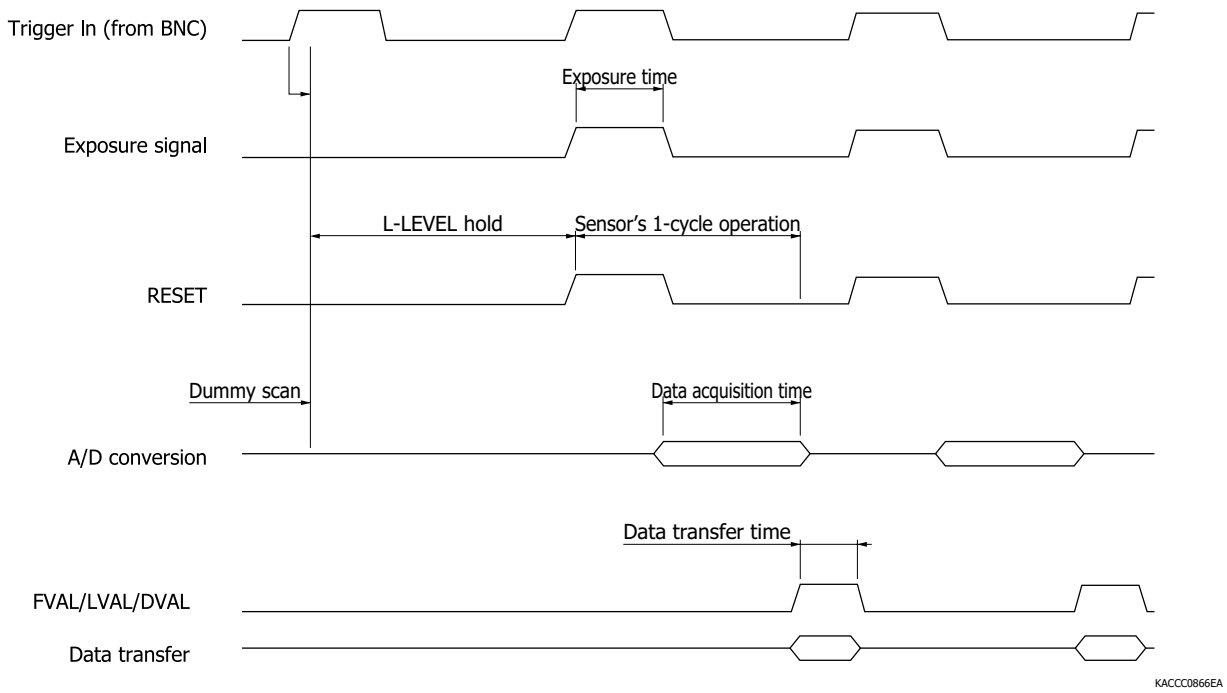 Trigger In (from BNC)
Exposure time
Exposure signal
L-LEVEL hold
Sensor's 1-cycle operation
RESET
Dummy scan
Data acquisition time
A/D conversion
Data transfer time
FVAL/LVAL/DVAL
Data transfer
KACCC0866EA